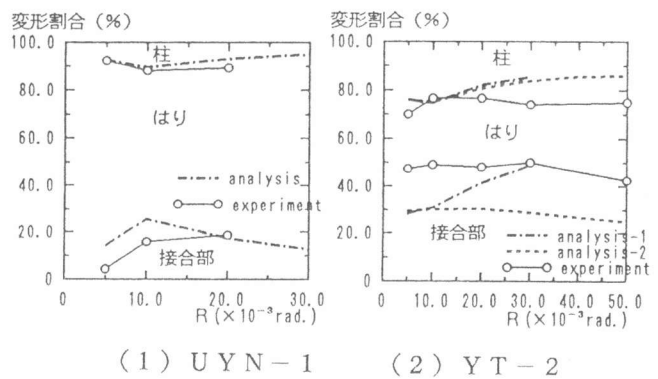 変形割合(%)
100.0
80.0
60.0
40.0
20.0
0
0
10.0
20.0
30.0
R(×10⁻³rad.)
柱
はり
接合部
analysis
experiment
(1) UYN-1
変形割合(%)
100.0
80.0
60.0
40.0
20.0
0
0
10.0
20.0
30.0
40.0
50.0
R(×10⁻³rad.)
柱
はり
接合部
analysis-1
analysis-2
experiment
(2) YT-2